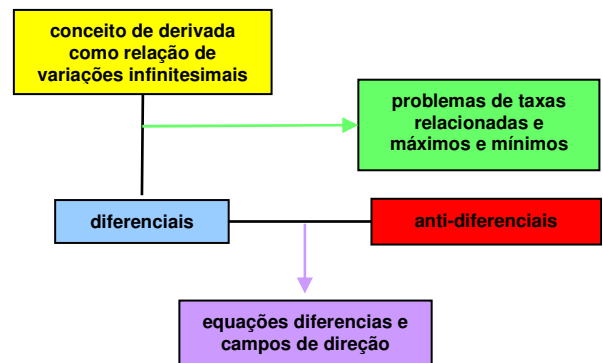 conceito de derivada
como relação de
variações infinitesimais
problemas de taxas
relacionadas e
máximos e mínimos
diferenciais
anti-diferenciais
equações diferencias e
campos de direção